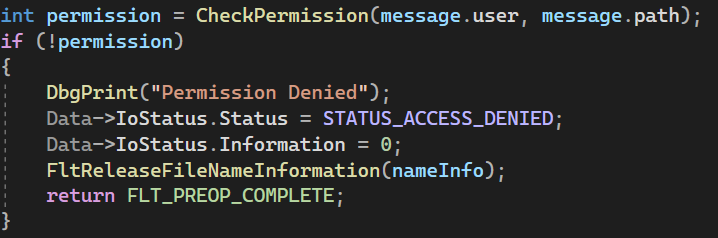 int permission = CheckPermission(message.user, message.path);
if (!permission)
{
    DbgPrint("Permission Denied");
    Data->IoStatus.Status = STATUS_ACCESS_DENIED;
    Data->IoStatus.Information = 0;
    FltReleaseFileNameInformation(nameInfo);
    return FLT_PREOP_COMPLETE;
}